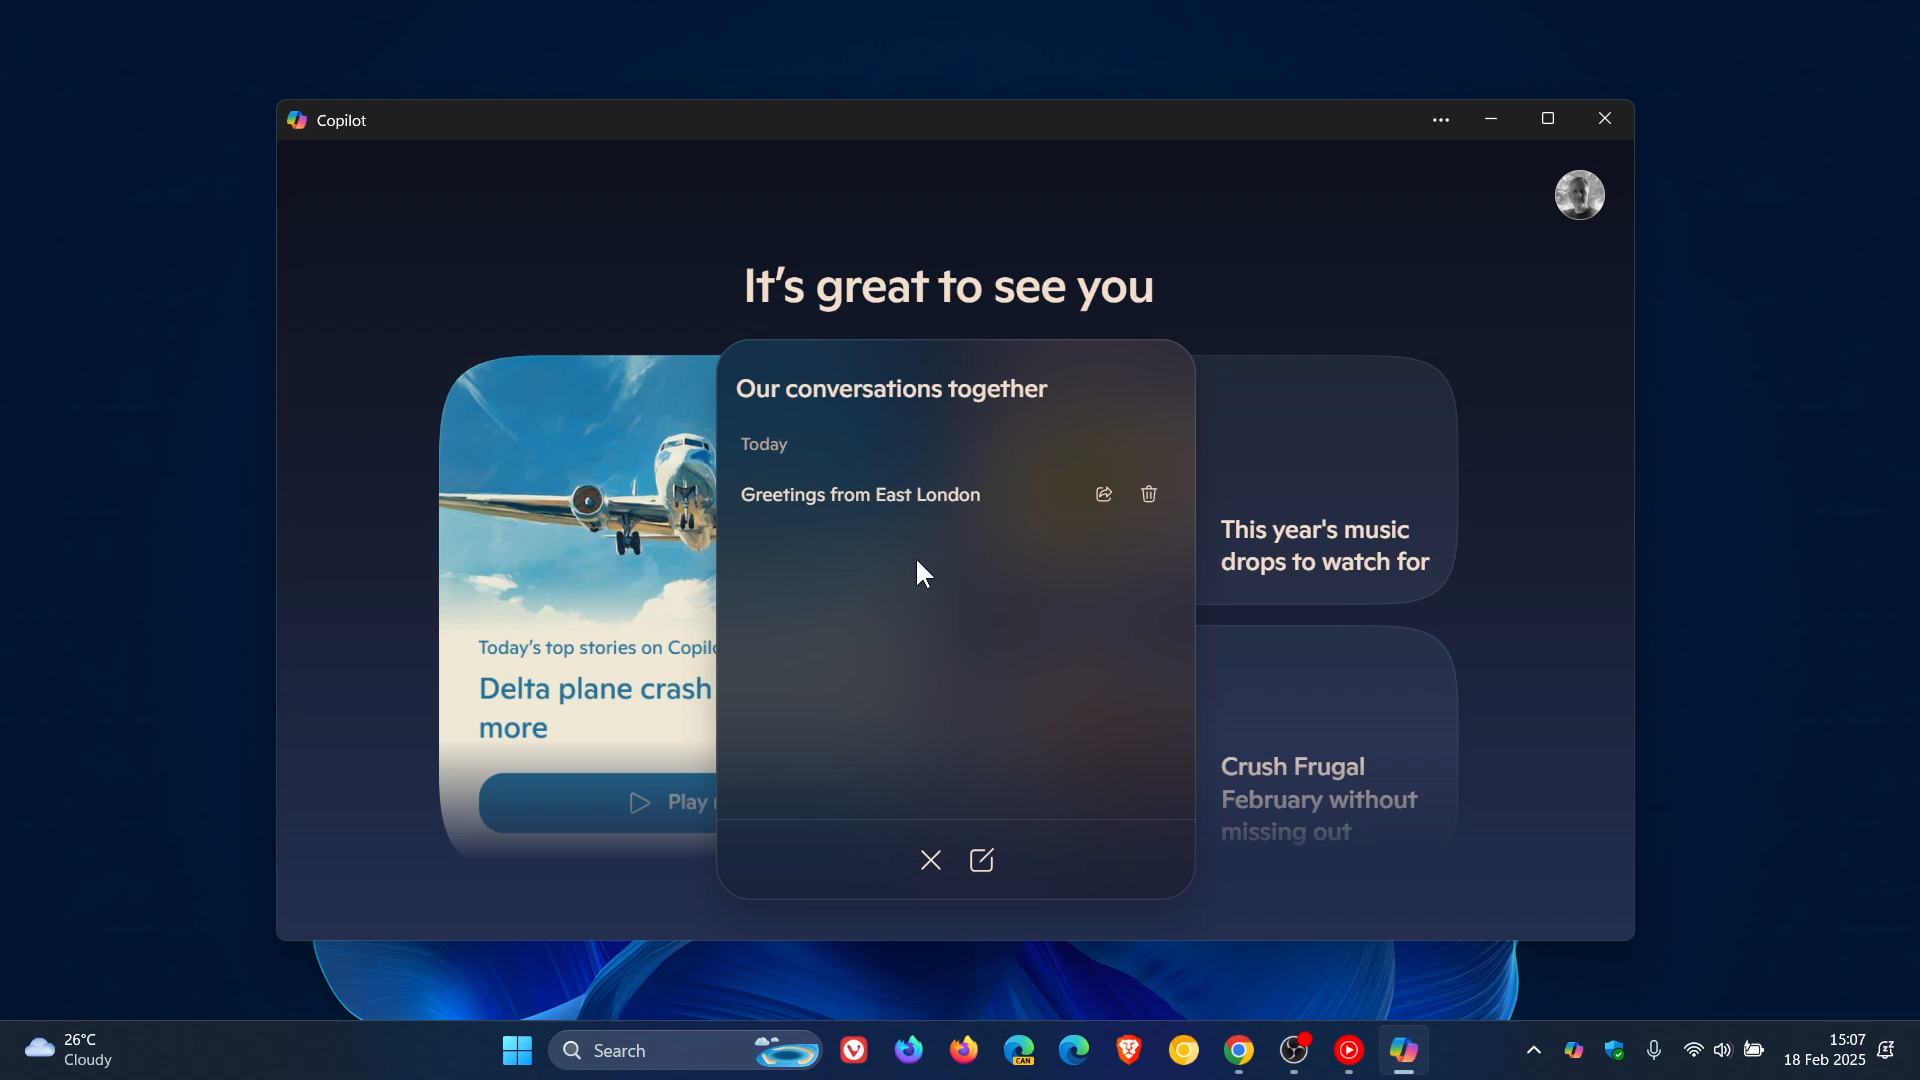 Copilot
It's great to see you
Our conversations together
Today
Greetings from East London
Today's top stories on
Delta plane crash
more
Play
This year's music
drops to watch for
Crush Frugal
February without
missing out
26°C
Cloudy
Search
CAN
15:07
18 Feb 2025